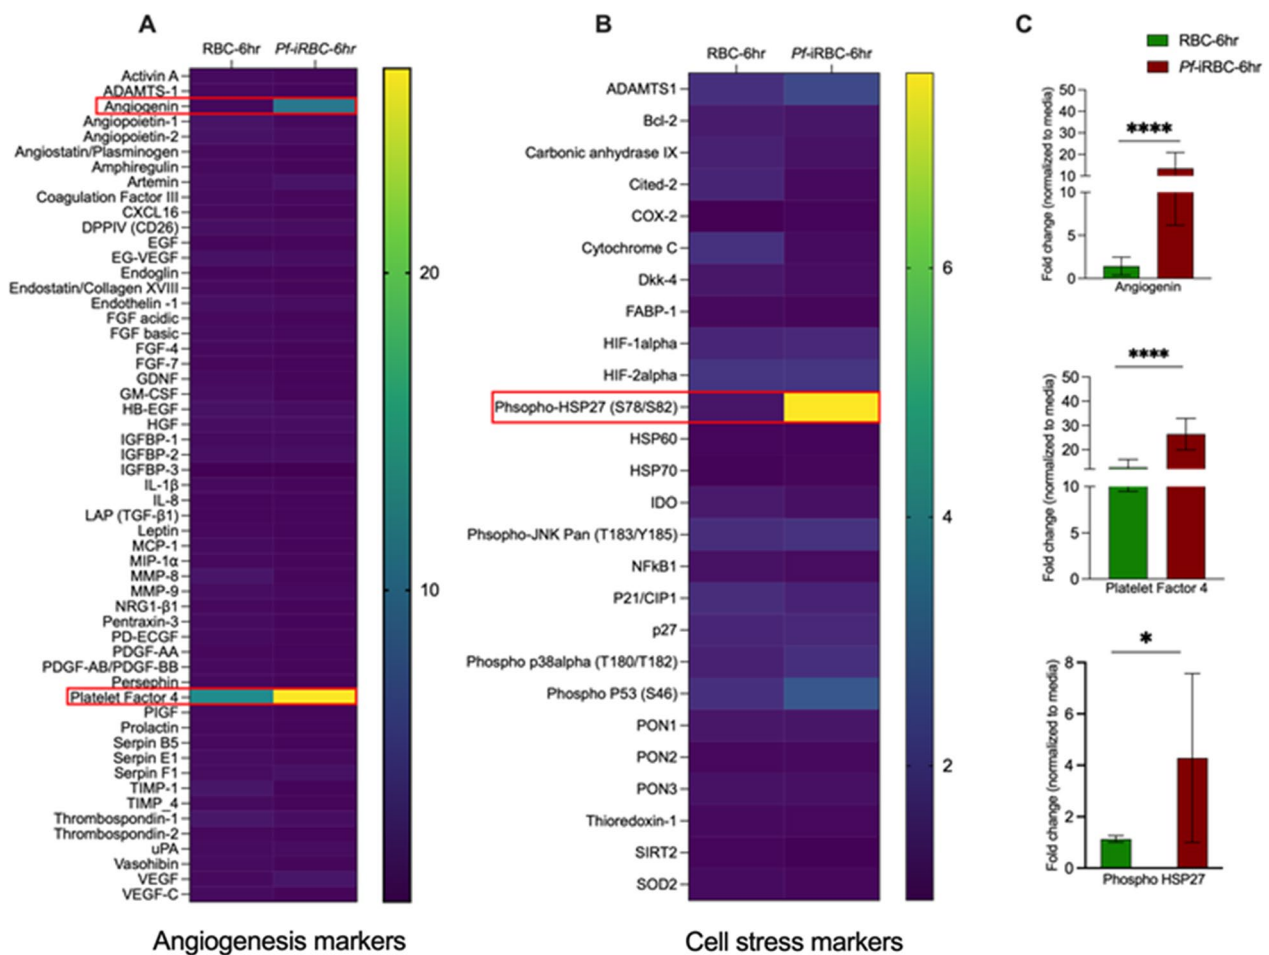 A
RBC-6hr Pf-iRBC-6hr
Activin A
ADAMTS-1
Angiogenin
Angiopoietin-1
Angiopoietin-2
Angiostatin/Plasminogen
Amphiregulin
Artemin
Coagulation Factor III
CXCL16
DPPIV (CD26)
EGF
EG-VEGF
Endoglin
Endostatin/Collagen XVIII
Endothelin -1
FGF acidic
FGF basic
FGF-4
FGF-7
GDNF
GM-CSF
HB-EGF
HGF
IGFBP-1
IGFBP-2
IGFBP-3
IL-1β
IL-8
LAP (TGF-β1)
Leptin
MCP-1
MIP-1α
MMP-8
MMP-9
NRG1-β1
Pentraxin-3
PD-ECGF
PDGF-AA
PDGF-AB/PDGF-BB
Persephin
Platelet Factor 4
PlGF
Prolactin
Serpin B5
Serpin E1
Serpin F1
TIMP-1
TIMP_4
Thrombospondin-1
Thrombospondin-2
uPA
Vasohibin
VEGF
VEGF-C
20
10
Angiogenesis markers
B
RBC-6hr Pf-iRBC-6hr
ADAMTS1
Bcl-2
Carbonic anhydrase IX
Cited-2
COX-2
Cytochrome C
Dkk-4
FABP-1
HIF-1alpha
HIF-2alpha
Phsopho-HSP27 (S78/S82)
HSP60
HSP70
IDO
Phsopho-JNK Pan (T183/Y185)
NFkB1
P21/CIP1
p27
Phospho p38alpha (T180/T182)
Phospho P53 (S46)
PON1
PON2
PON3
Thioredoxin-1
SIRT2
SOD2
6
4
2
Cell stress markers
C
RBC-6hr
Pf-iRBC-6hr
Fold change (normalized to media)
50
40
30
20
10
10
5
0
****
Angiogenin
Fold change (normalized to media)
50
40
30
20
10
5
0
****
Platelet Factor 4
Fold change (normalized to media)
8
6
4
2
0
*
Phospho HSP27